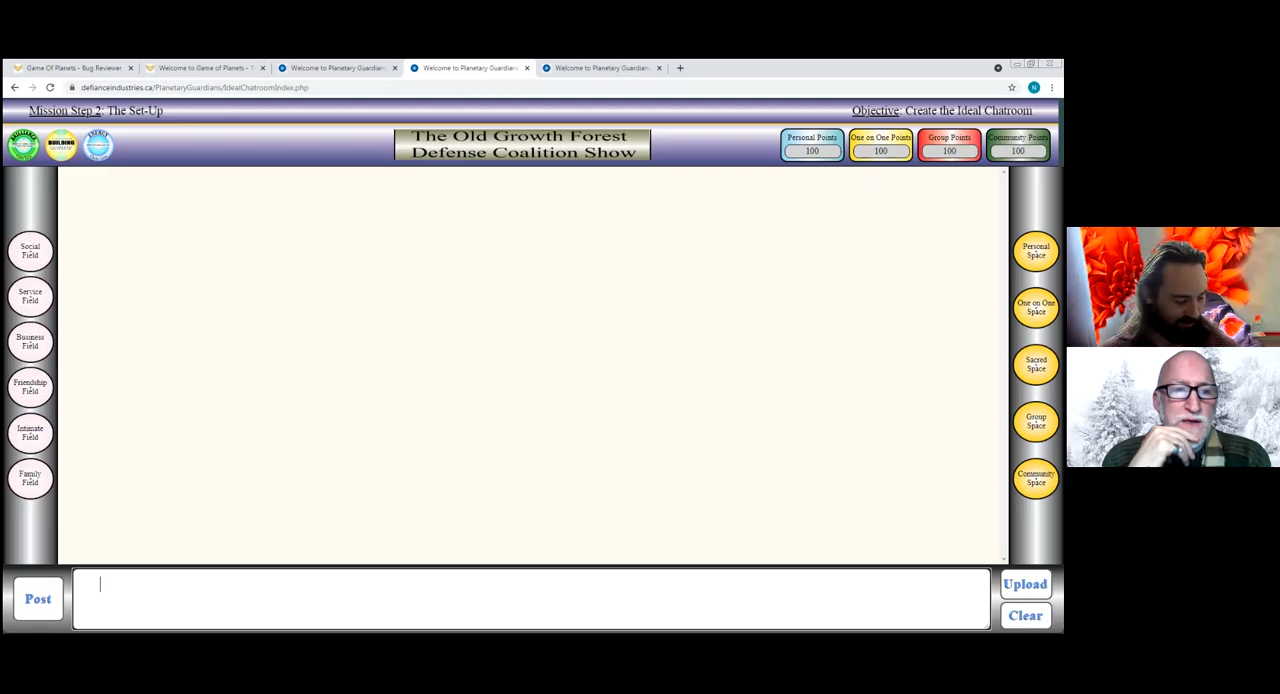 Game Of Planets - Bug Reviewer
Welcome to Game of Planets - T
Welcome to Planetary Guardians
Welcome to Planetary Guardians
Welcome to Planetary Guardians
defianceindustries.ca/PlanetaryGuardians/IdealChatroomIndex.php
N
Mission Step 2: The Set-Up
Objective: Create the Ideal Chatroom
BRILLIANCE
BUILDING
ENERGY
The Old Growth Forest
Defense Coalition Show
Personal Points
100
One on One Points
100
Group Points
100
Community Points
100
Social
Field
Service
Field
Business
Field
Friendship
Field
Intimate
Field
Family
Field
Personal
Space
One on One
Space
Sacred
Space
Group
Space
Community
Space
Post
Upload
Clear